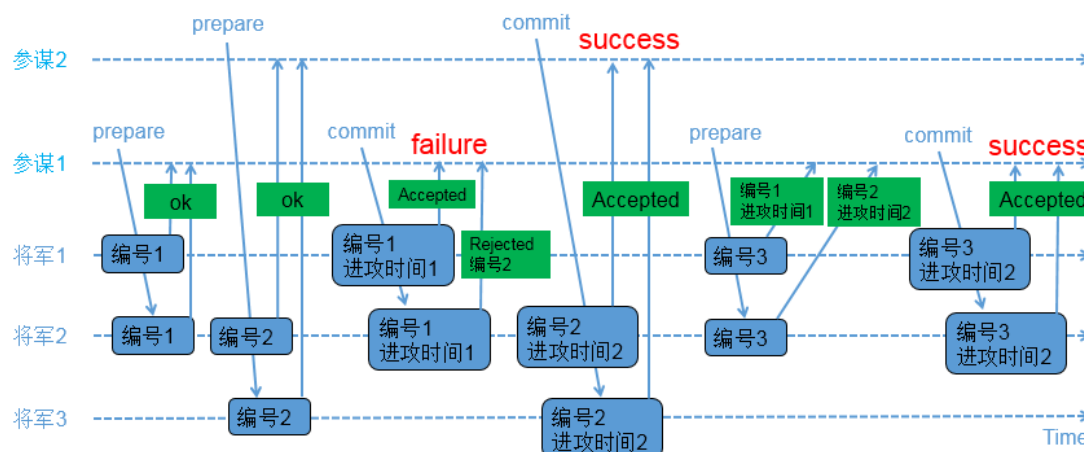 prepare
commit
success
参谋2
prepare
commit
failure
prepare
commit
success
参谋1
ok
ok
Accepted
Accepted
编号1
进攻时间1
编号2
进攻时间2
Accepted
将军1
编号1
编号1
进攻时间1
Rejected
编号2
编号3
编号3
进攻时间2
将军2
编号1
编号2
编号1
进攻时间1
编号2
进攻时间2
编号3
编号3
进攻时间2
将军3
编号2
编号2
进攻时间2
Time